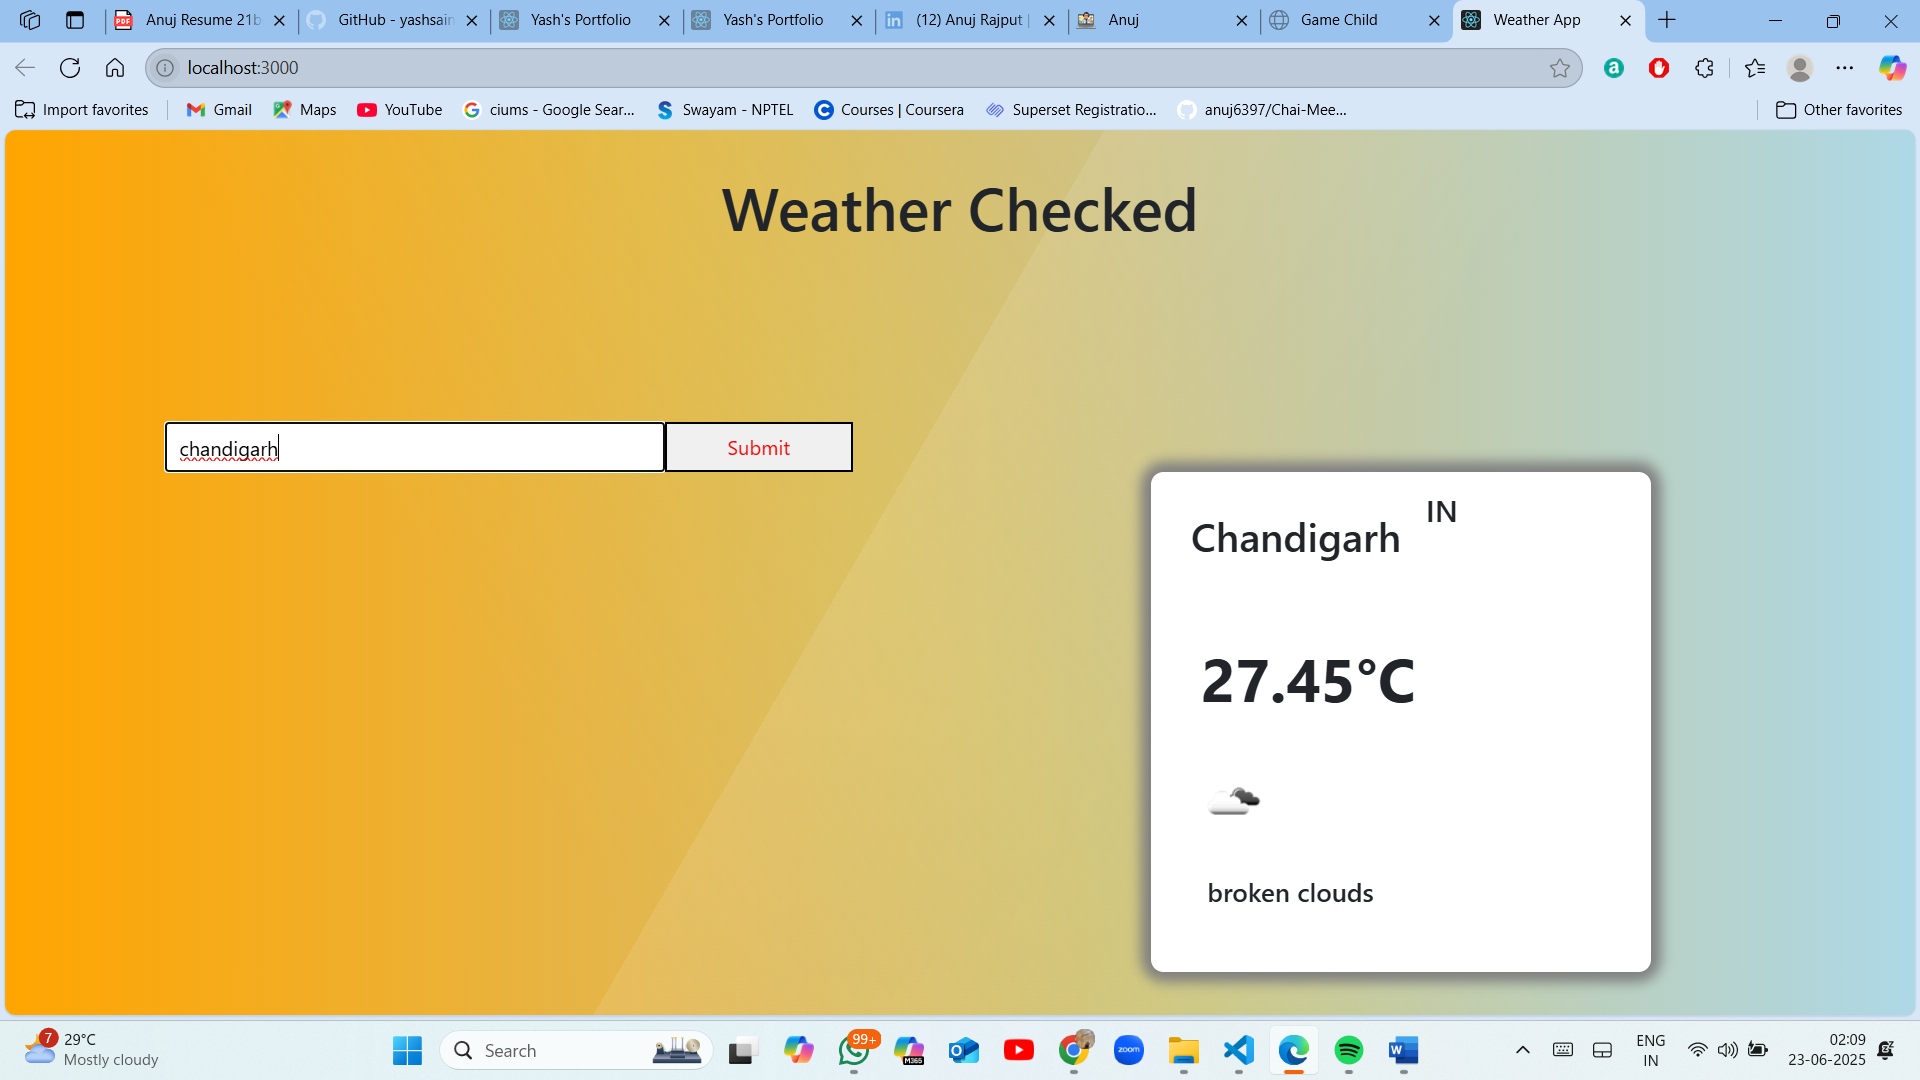 Anuj Resume 21b
GitHub - yashsain
Yash's Portfolio
Yash's Portfolio
(12) Anuj Rajput |
Anuj
Game Child
Weather App
localhost:3000
Import favorites
Gmail
Maps
YouTube
ciums - Google Sear...
Swayam - NPTEL
Courses | Coursera
Superset Registratio...
anuj6397/Chai-Mee...
Other favorites
Weather Checked
chandigarh
Submit
Chandigarh IN
27.45°C
broken clouds
7
29°C
Mostly cloudy
Search
99+
M365
zoom
ENG
IN
02:09
23-06-2025